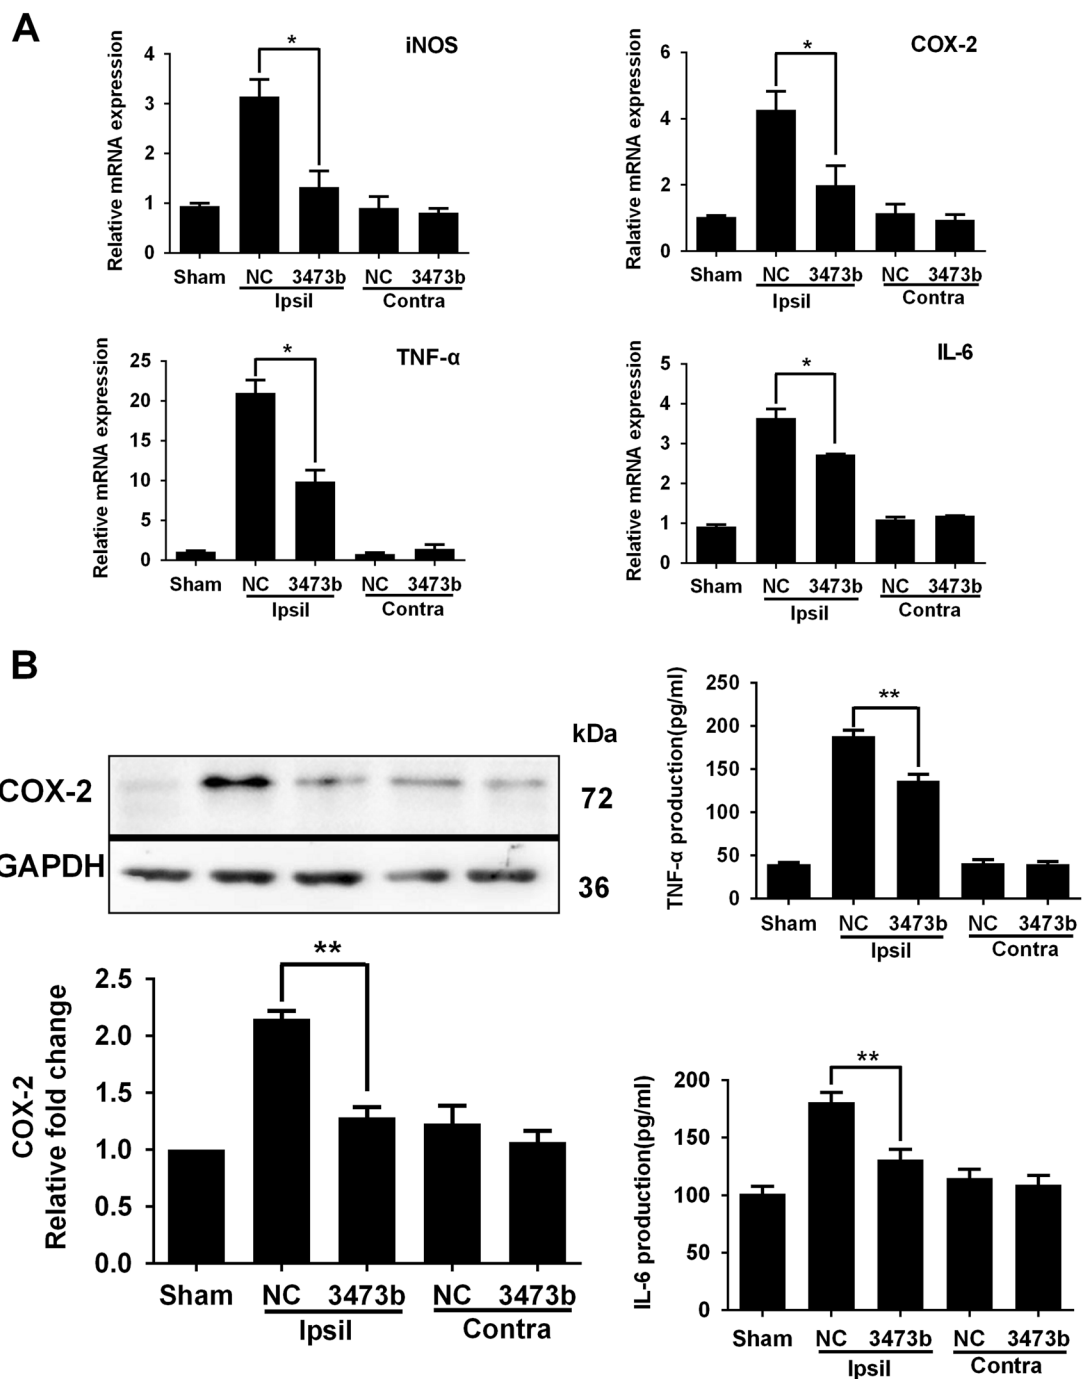 A
iNOS
Relative mRNA expression
4
3
2
1
0
*
Sham NC 3473b NC 3473b
Ipsil Contra
COX-2
Ralative mRNA expression
6
4
2
0
*
Sham NC 3473b NC 3473b
Ipsil Contra
TNF-α
Relative mRNA expression
25
20
15
10
5
0
*
Sham NC 3473b NC 3473b
Ipsil Contra
IL-6
Relative mRNA expression
5
4
3
2
1
0
*
Sham NC 3473b NC 3473b
Ipsil Contra
B
kDa
COX-2 72
GAPDH 36
TNF-α production(pg/ml)
250
200
150
100
50
0
**
Sham NC 3473b NC 3473b
Ipsil Contra
COX-2
Relative fold change
2.5
2.0
1.5
1.0
0.5
0.0
**
Sham NC 3473b NC 3473b
Ipsil Contra
IL-6 production(pg/ml)
200
150
100
50
0
**
Sham NC 3473b NC 3473b
Ipsil Contra